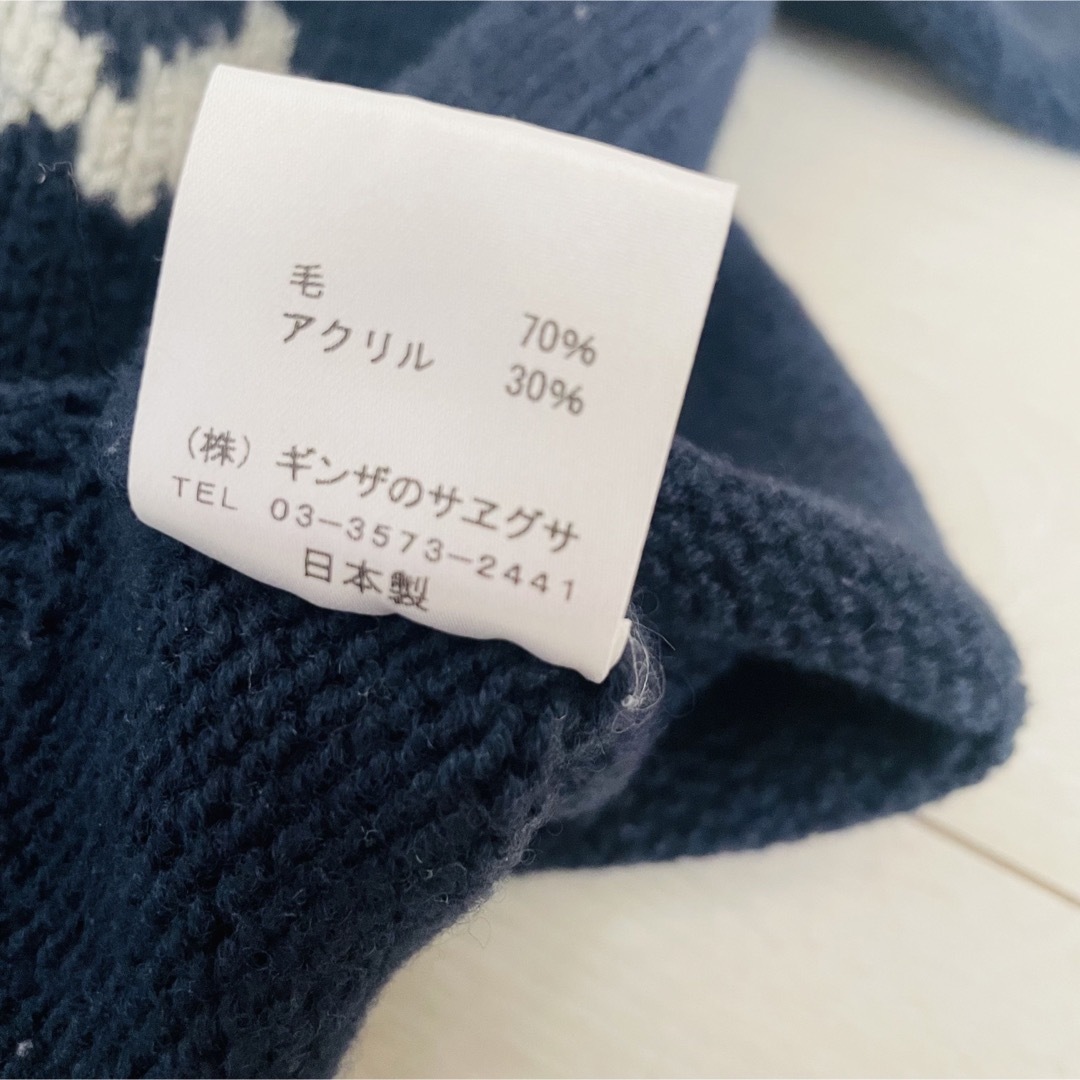 毛 70%
アクリル 30%
(株) ギンザのサヱグサ
TEL 03-3573-2441
日本製